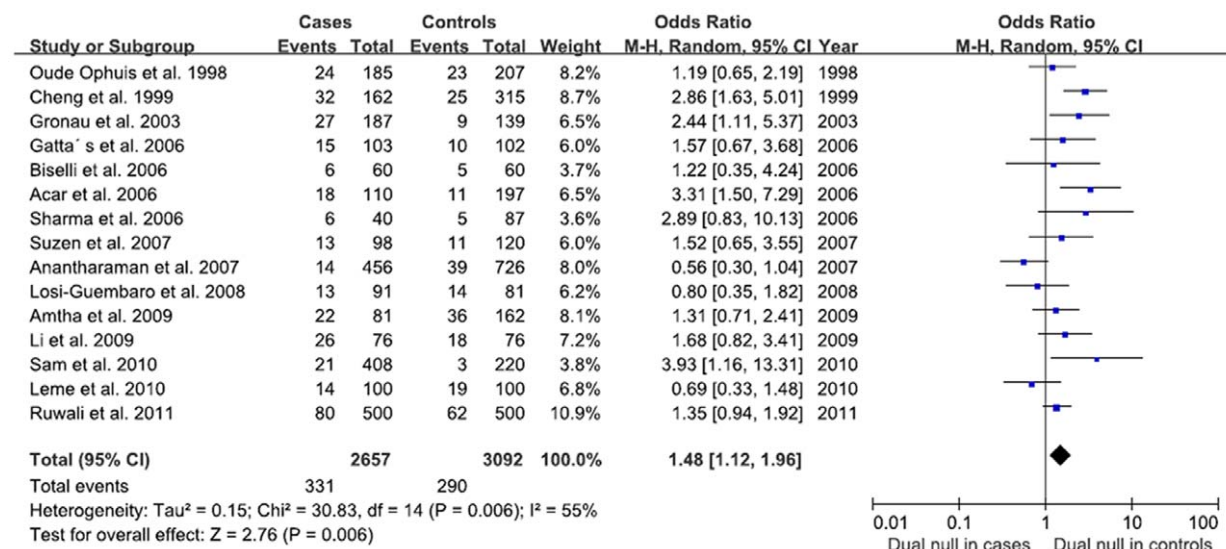 Cases Controls Odds Ratio Odds Ratio
Study or Subgroup Events Total Events Total Weight M-H, Random, 95% CI Year M-H, Random, 95% CI
Oude Ophuis et al. 1998 24 185 23 207 8.2% 1.19 [0.65, 2.19] 1998
Cheng et al. 1999 32 162 25 315 8.7% 2.86 [1.63, 5.01] 1999
Gronau et al. 2003 27 187 9 139 6.5% 2.44 [1.11, 5.37] 2003
Gatta´ s et al. 2006 15 103 10 102 6.0% 1.57 [0.67, 3.68] 2006
Biselli et al. 2006 6 60 5 60 3.7% 1.22 [0.35, 4.24] 2006
Acar et al. 2006 18 110 11 197 6.4% 3.31 [1.50, 7.29] 2006
Sharma et al. 2006 6 40 5 87 3.6% 2.89 [0.83, 10.13] 2006
Suzen et al. 2007 13 98 11 120 6.0% 1.52 [0.65, 3.55] 2007
Anantharaman et al. 2007 14 456 39 726 8.0% 0.56 [0.30, 1.04] 2007
Losi-Guembaro et al. 2008 13 91 14 81 6.2% 0.80 [0.35, 1.82] 2008
Amtha et al. 2009 22 81 36 162 8.1% 1.31 [0.71, 2.41] 2009
Li et al. 2009 26 76 18 76 7.2% 1.68 [0.82, 3.41] 2009
Sam et al. 2010 21 408 3 220 3.8% 3.93 [1.16, 13.31] 2010
Leme et al. 2010 14 100 19 100 6.8% 0.69 [0.33, 1.48] 2010
Ruwali et al. 2011 80 500 62 500 10.9% 1.35 [0.94, 1.92] 2011
Total (95% CI) 2657 3092 100.0% 1.48 [1.12, 1.96]
Total events 331 290
Heterogeneity: Tau² = 0.15; Chi² = 30.83, df = 14 (P = 0.006); I² = 55%
Test for overall effect: Z = 2.76 (P = 0.006)
0.01 0.1 1 10 100
Dual null in cases Dual null in controls